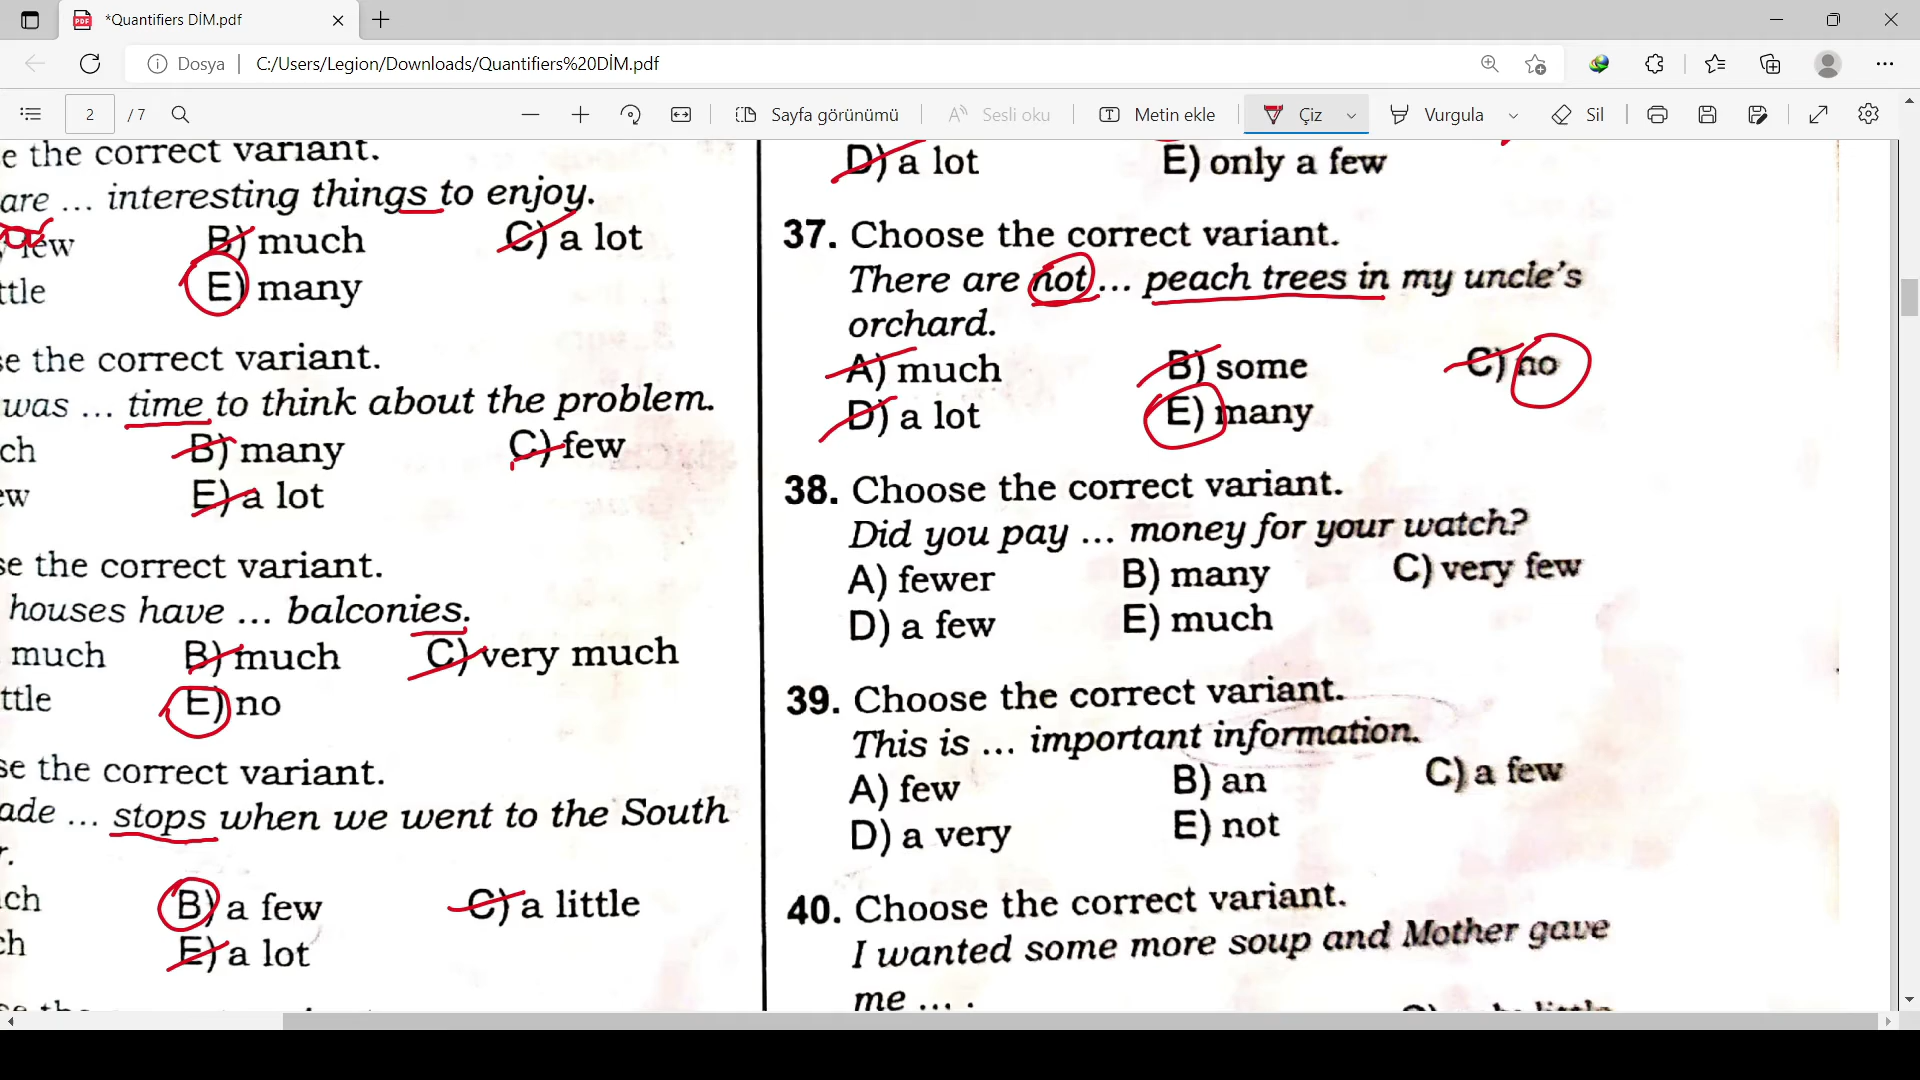 *Quantifiers DİM.pdf
Dosya
C:/Users/Legion/Downloads/Quantifiers%20DİM.pdf
2 / 7
Sayfa görünümü
Sesli oku
Metin ekle
Çiz
Vurgula
Sil
e the correct variant.
are ... interesting things to enjoy.
few B) much C) a lot
ttle E) many
se the correct variant.
was ... time to think about the problem.
ch B) many C) few
ew E) a lot
se the correct variant.
houses have ... balconies.
much B) much C) very much
ttle E) no
se the correct variant.
ade ... stops when we went to the South
r.
ch B) a few C) a little
ch E) a lot
D) a lot E) only a few
37. Choose the correct variant.
There are not ... peach trees in my uncle's
orchard.
A) much B) some C) no
D) a lot E) many
38. Choose the correct variant.
Did you pay ... money for your watch?
A) fewer B) many C) very few
D) a few E) much
39. Choose the correct variant.
This is ... important information.
A) few B) an C) a few
D) a very E) not
40. Choose the correct variant.
I wanted some more soup and Mother gave
me ... .